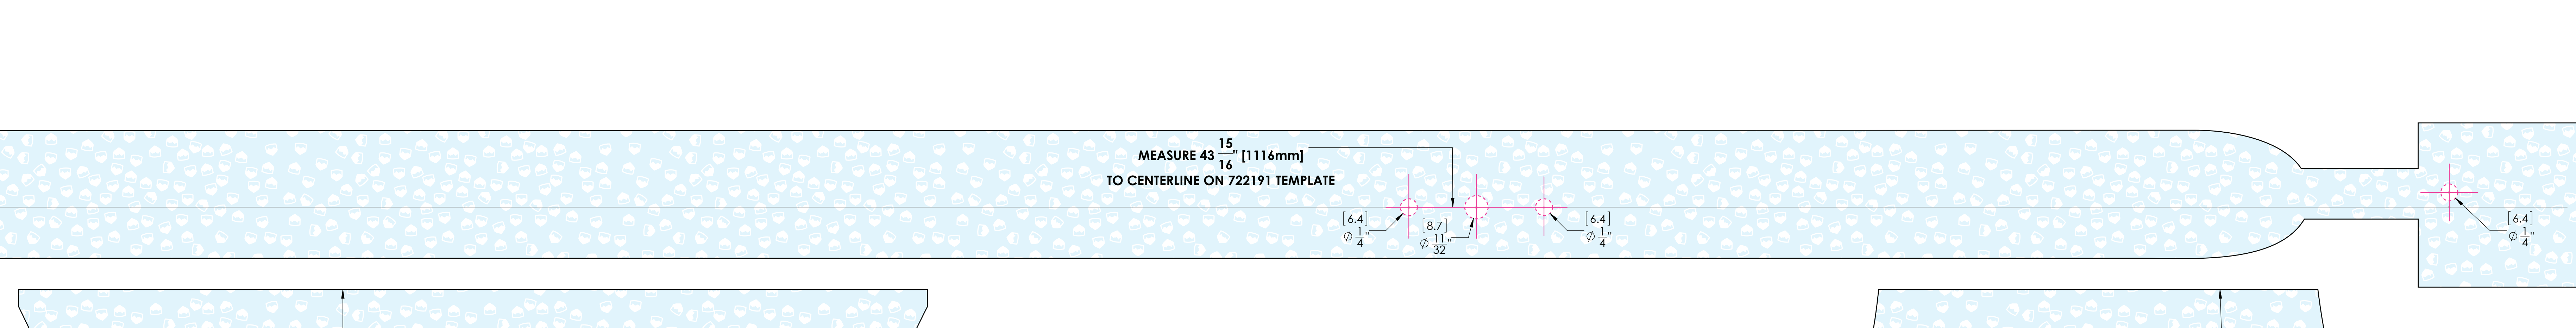 MEASURE 43 15/16" [1116mm]
TO CENTERLINE ON 722191 TEMPLATE
[6.4]
Ø 1/4"
[8.7]
Ø 11/32"
[6.4]
Ø 1/4"
[6.4]
Ø 1/4"